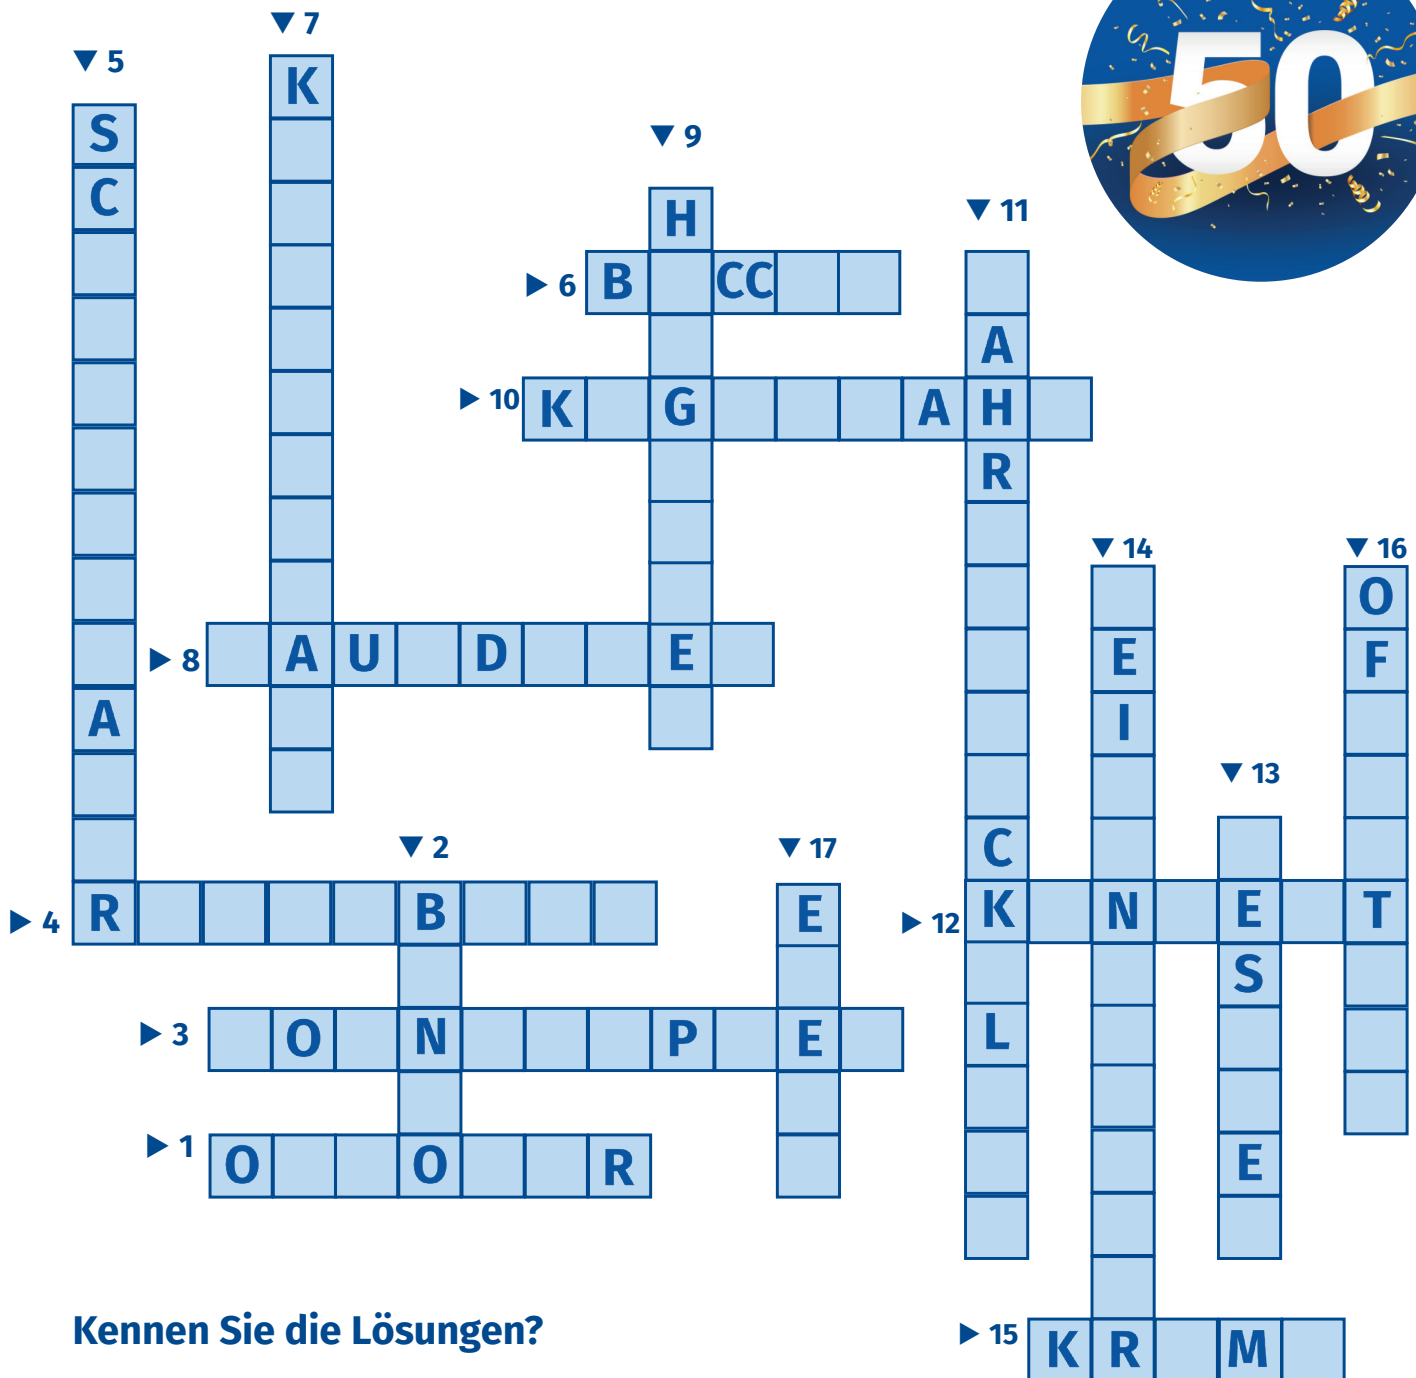 50
▼ 7
▼ 5
K
S
▼ 9
C
H
▼ 11
▶ 6 B CC
A
▶ 10 K G A H
R
▼ 14
▼ 16
O
▶ 8 A U D E
E
F
A
I
▼ 13
▼ 2
▼ 17
C
▶ 4 R B
E
▶ 12 K N E T
S
▶ 3 O N P E
L
▶ 1 O O R
E
Kennen Sie die Lösungen?
▶ 15 K R M